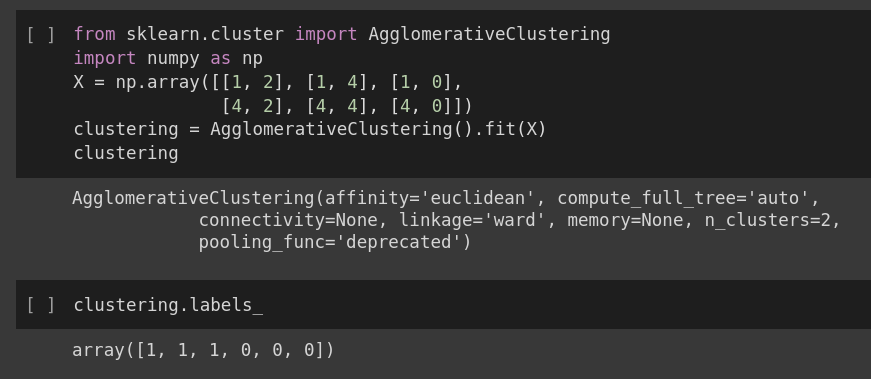 [ ] from sklearn.cluster import AgglomerativeClustering
import numpy as np
X = np.array([[1, 2], [1, 4], [1, 0],
              [4, 2], [4, 4], [4, 0]])
clustering = AgglomerativeClustering().fit(X)
clustering
AgglomerativeClustering(affinity='euclidean', compute_full_tree='auto',
            connectivity=None, linkage='ward', memory=None, n_clusters=2,
            pooling_func='deprecated')
[ ] clustering.labels_
array([1, 1, 1, 0, 0, 0])